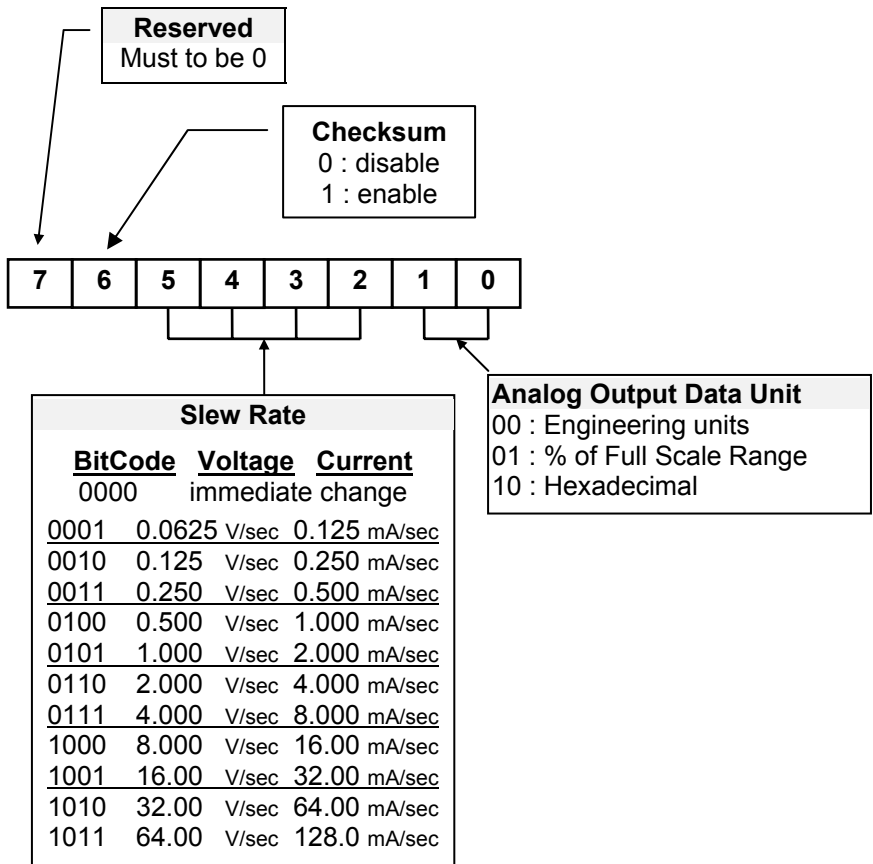 Reserved
Must to be 0
Checksum
0 : disable
1 : enable
7 6 5 4 3 2 1 0
Slew Rate
BitCode Voltage Current
0000 immediate change
0001 0.0625 V/sec 0.125 mA/sec
0010 0.125 V/sec 0.250 mA/sec
0011 0.250 V/sec 0.500 mA/sec
0100 0.500 V/sec 1.000 mA/sec
0101 1.000 V/sec 2.000 mA/sec
0110 2.000 V/sec 4.000 mA/sec
0111 4.000 V/sec 8.000 mA/sec
1000 8.000 V/sec 16.00 mA/sec
1001 16.00 V/sec 32.00 mA/sec
1010 32.00 V/sec 64.00 mA/sec
1011 64.00 V/sec 128.0 mA/sec
Analog Output Data Unit
00 : Engineering units
01 : % of Full Scale Range
10 : Hexadecimal